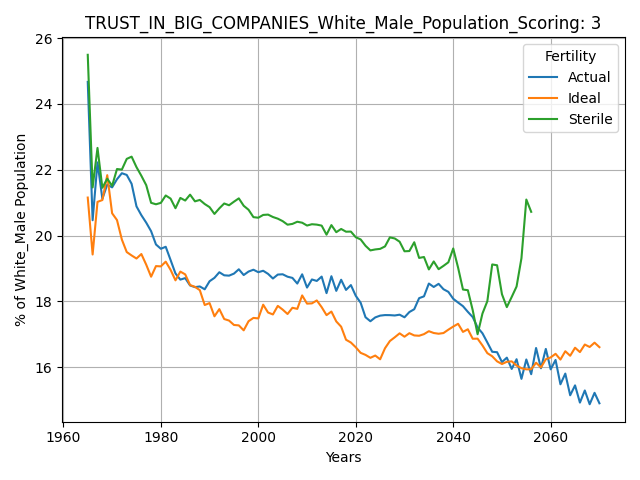 TRUST_IN_BIG_COMPANIES_White_Male_Population_Scoring: 3
26
24
22
20
18
16
% of White_Male Population
Fertility
Actual
Ideal
Sterile
1960 1980 2000 2020 2040 2060
Years